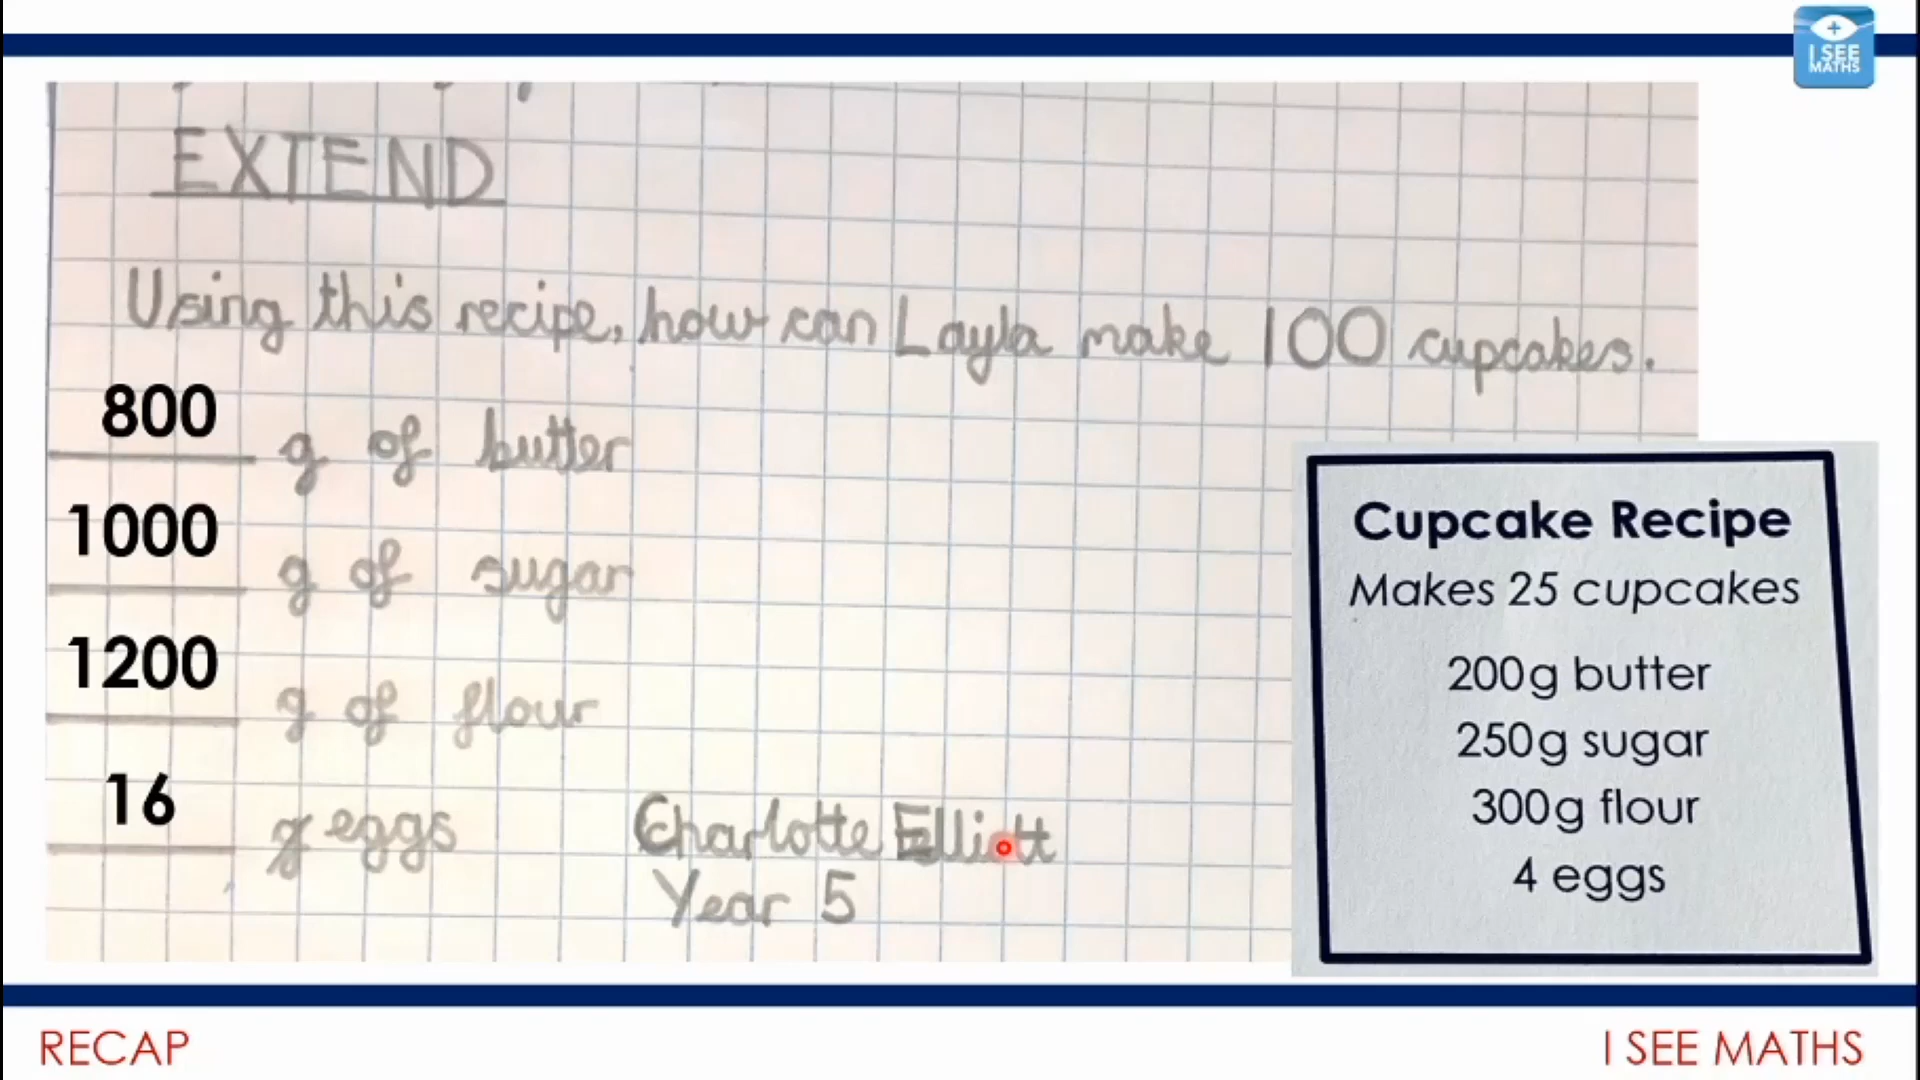 I SEE
MATHS
EXTEND
Using this recipe, how can Layla make 100 cupcakes.
800 g of butter
1000 g of sugar
1200 g of flour
16 g eggs
Charlotte Elliott
Year 5
Cupcake Recipe
Makes 25 cupcakes
200g butter
250g sugar
300g flour
4 eggs
RECAP
I SEE MATHS